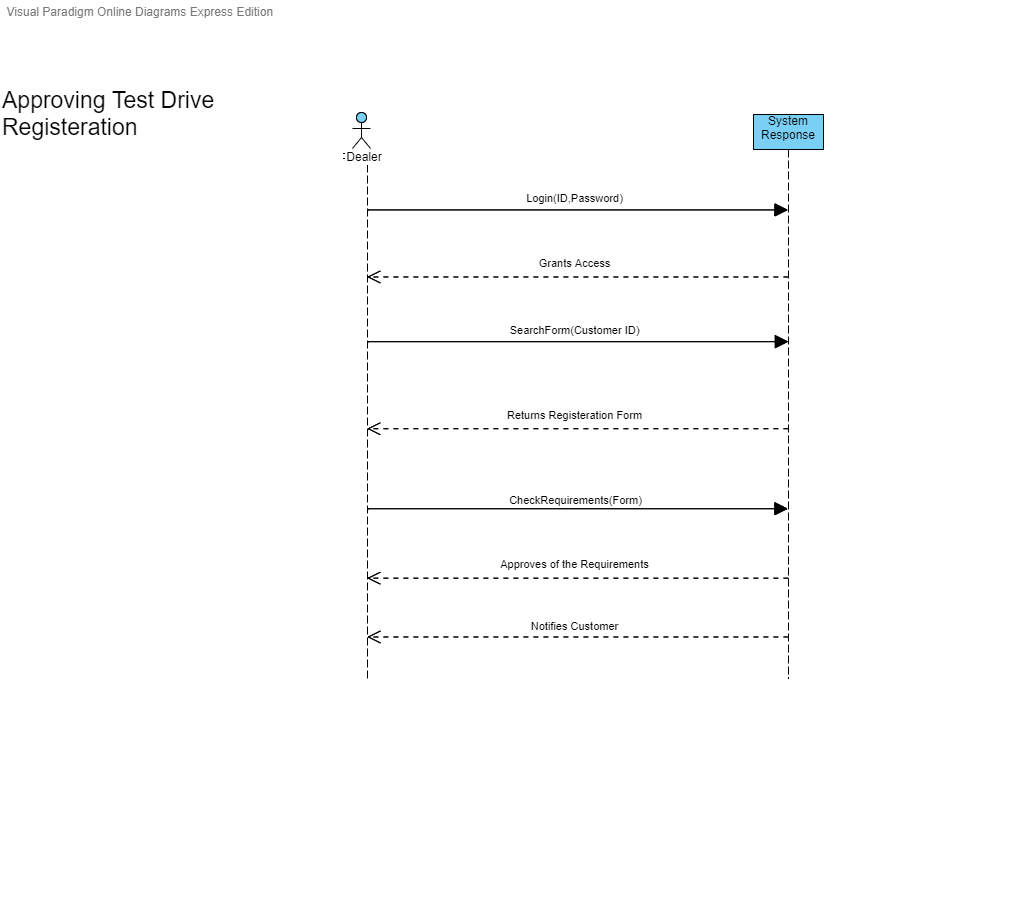 Visual Paradigm Online Diagrams Express Edition
Approving Test Drive
Registeration
:Dealer
System
Response
Login(ID,Password)
Grants Access
SearchForm(Customer ID)
Returns Registeration Form
CheckRequirements(Form)
Approves of the Requirements
Notifies Customer